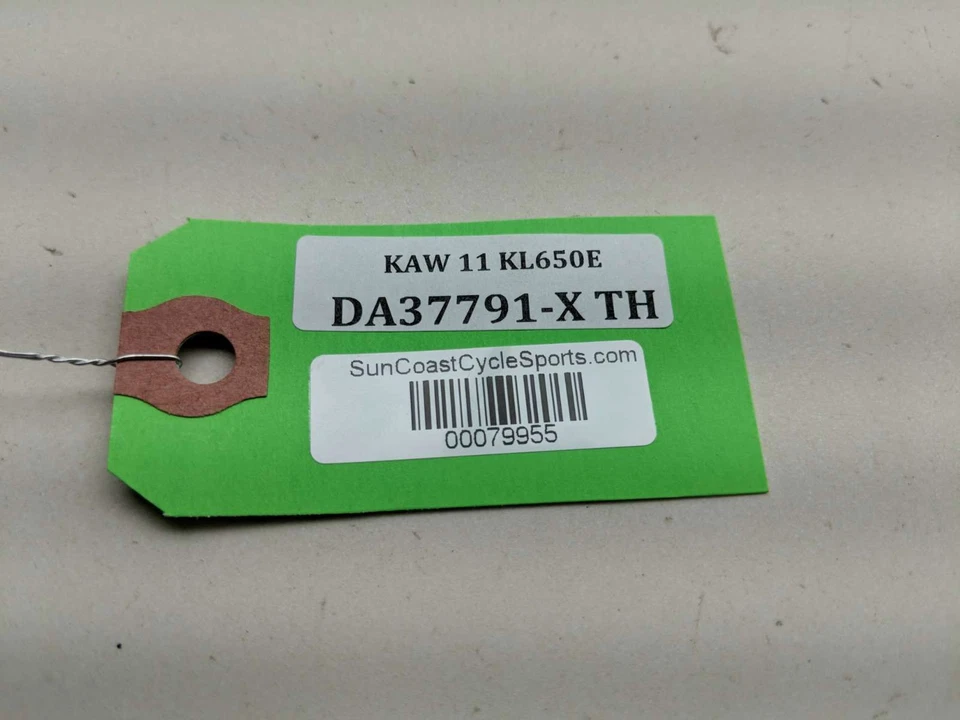 KAW 11 KL650E
DA37791-X TH
SunCoastCycleSports.com
00079955